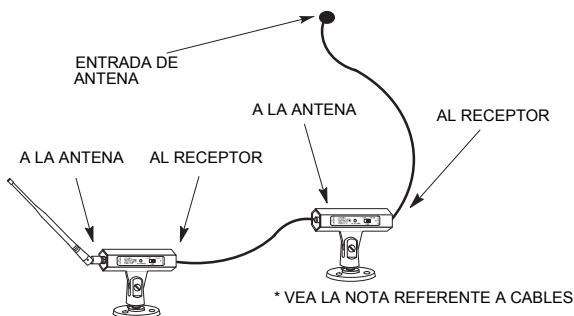 ENTRADA DE
ANTENA
A LA ANTENA
AL RECEPTOR
A LA ANTENA
AL RECEPTOR
* VEA LA NOTA REFERENTE A CABLES